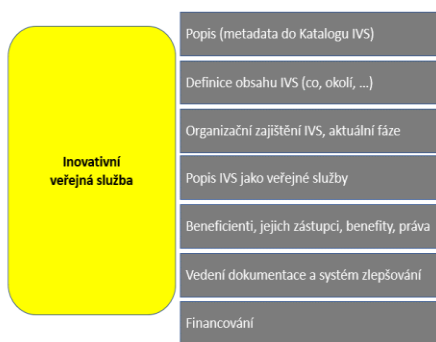 Inovativní
veřejná služba
Popis (metadata do Katalogu IVS)
Definice obsahu IVS (co, okolí, ...)
Organizační zajištění IVS, aktuální fáze
Popis IVS jako veřejné služby
Beneficienti, jejich zástupci, benefity, práva
Vedení dokumentace a systém zlepšování
Financování